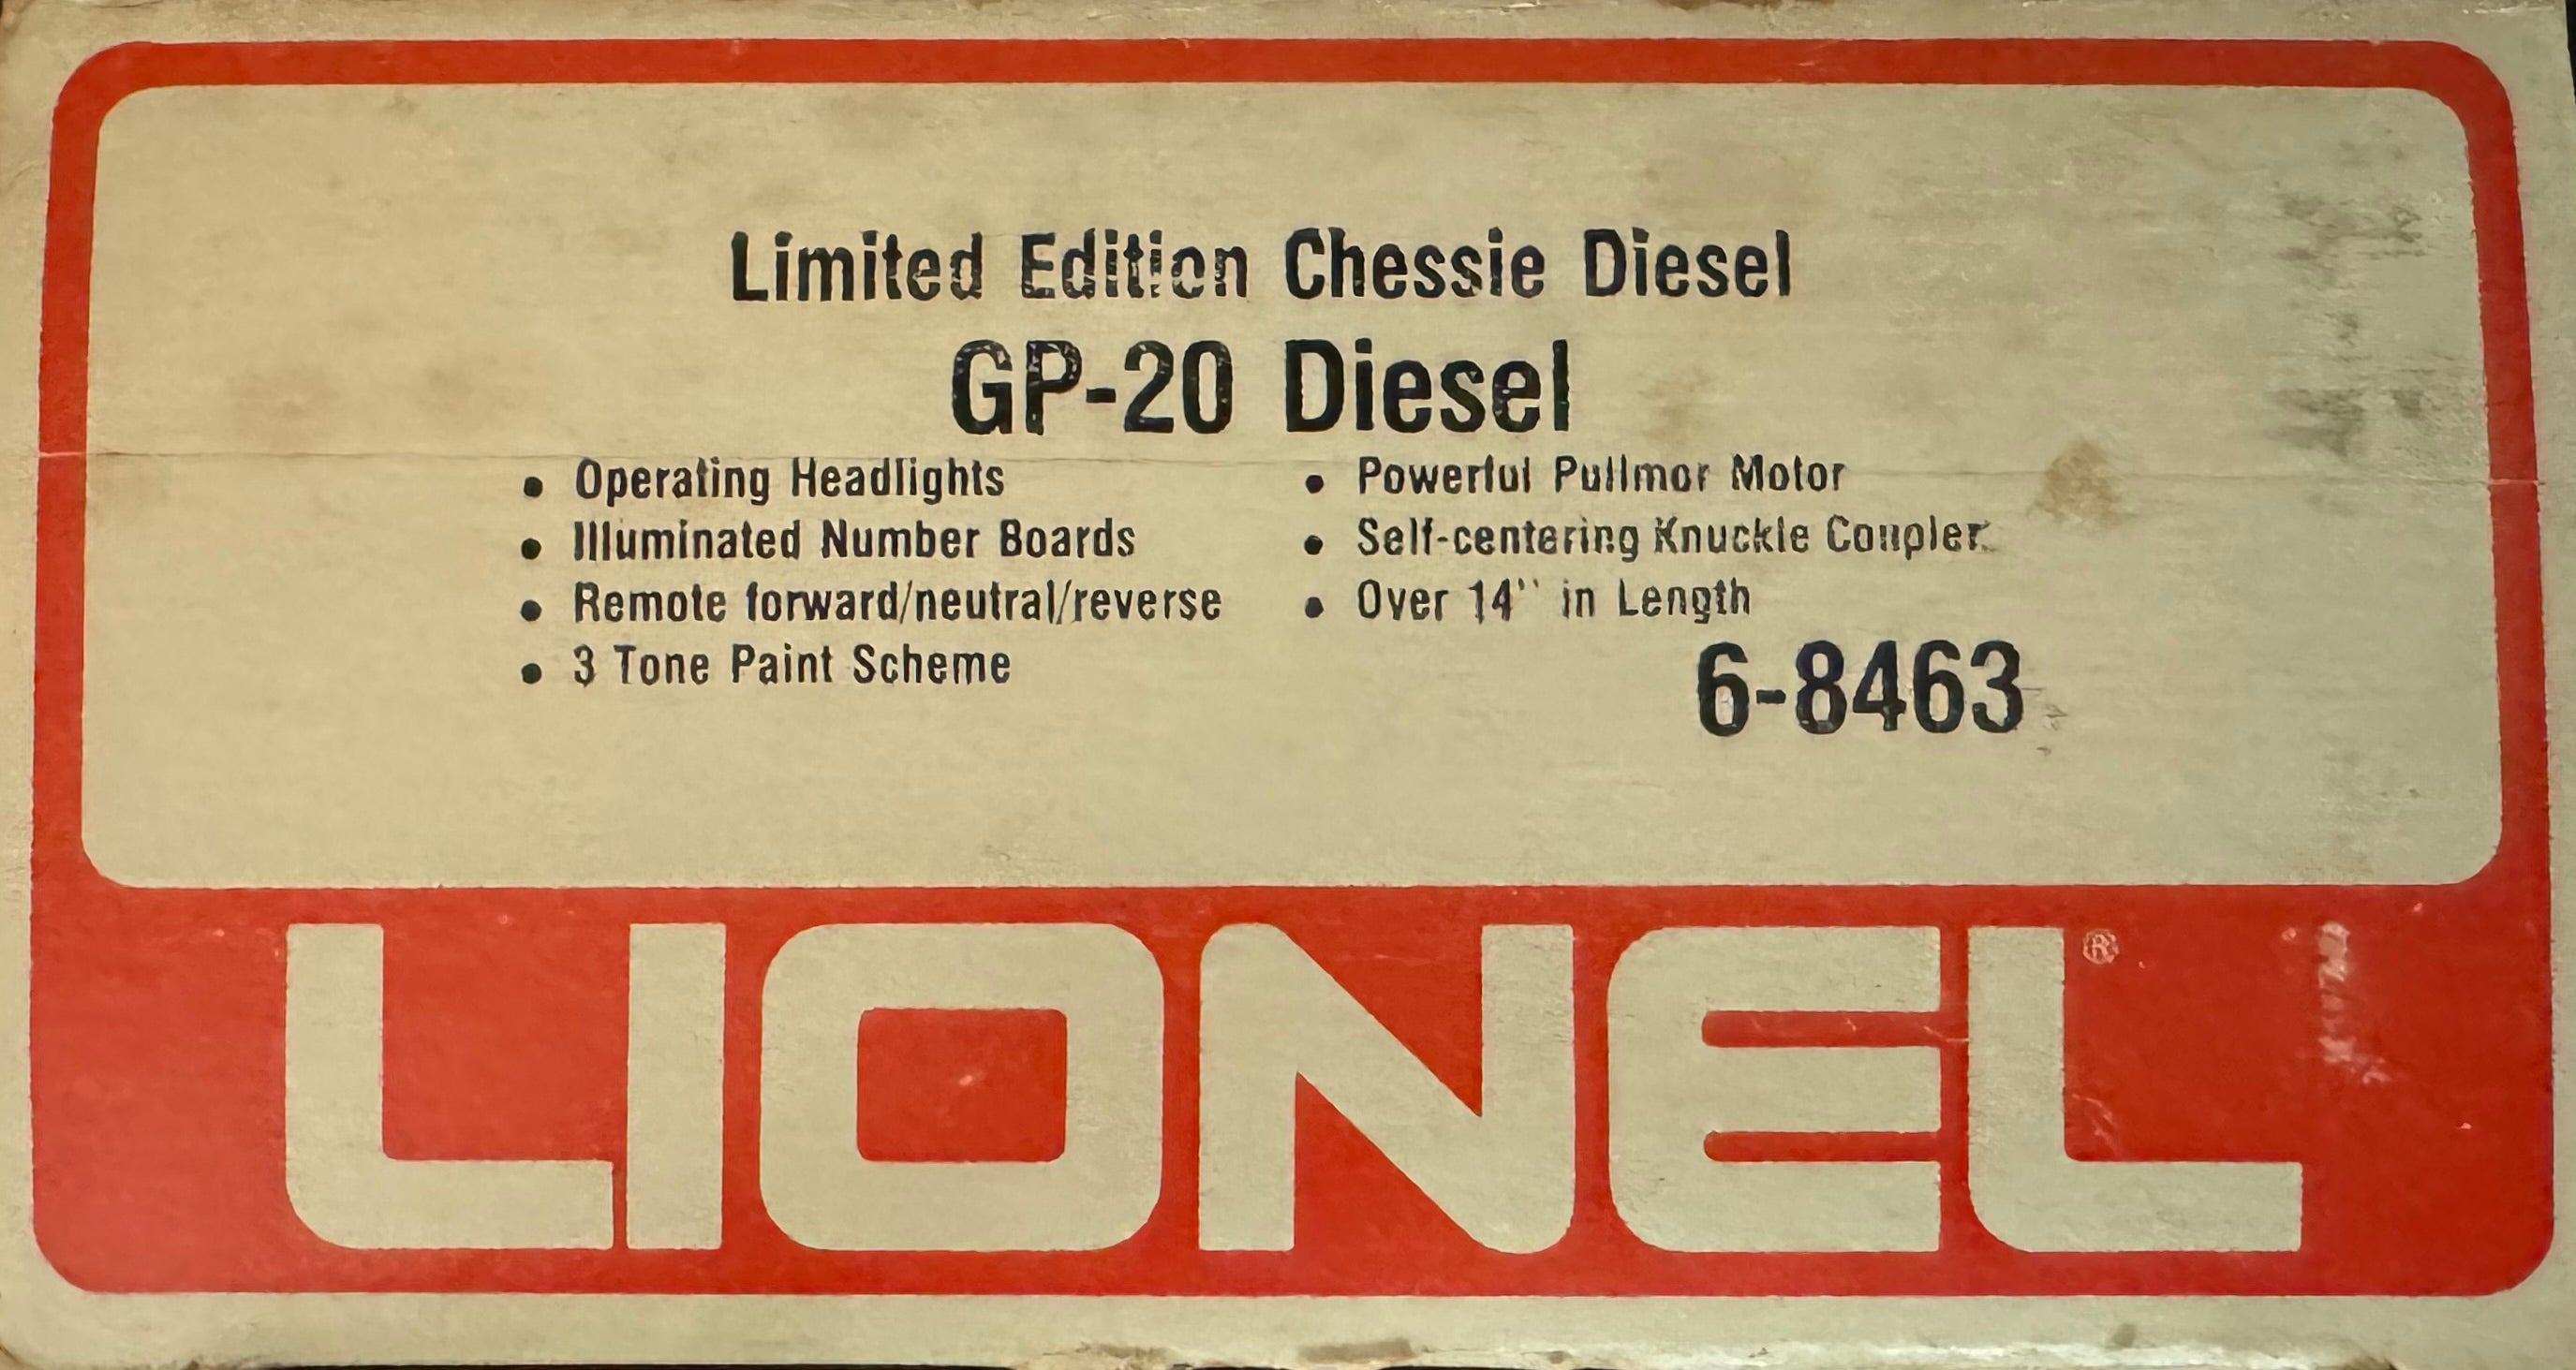 Limited Edition Chessie Diesel
GP-20 Diesel
• Operating Headlights
• Illuminated Number Boards
• Remote forward/neutral/reverse
• 3 Tone Paint Scheme
• Powerful Pullmor Motor
• Self-centering Knuckle Coupler
• Over 14'' in Length
6-8463
LIONEL®